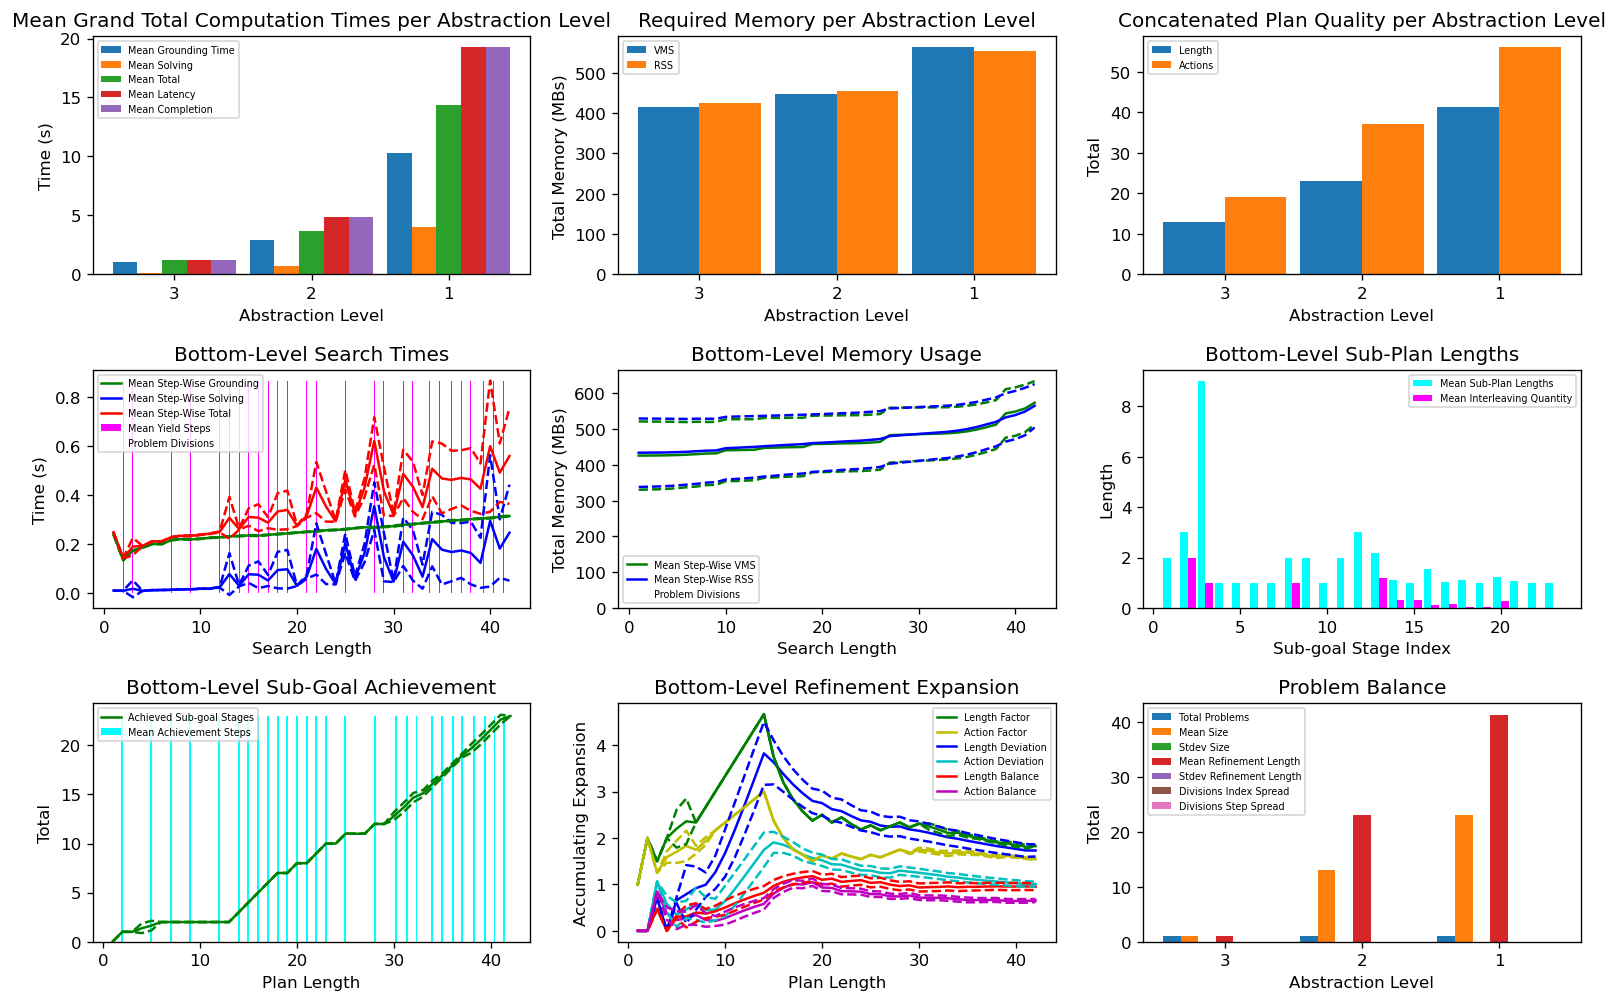 Mean Grand Total Computation Times per Abstraction Level
Required Memory per Abstraction Level
Concatenated Plan Quality per Abstraction Level
Time (s)
20
15
10
5
0
Mean Grounding Time
Mean Solving
Mean Total
Mean Latency
Mean Completion
3 2 1
Abstraction Level
Total Memory (MBs)
500
400
300
200
100
0
VMS
RSS
3 2 1
Abstraction Level
Total
50
40
30
20
10
0
Length
Actions
3 2 1
Abstraction Level
Bottom-Level Search Times
Time (s)
0.8
0.6
0.4
0.2
0.0
Mean Step-Wise Grounding
Mean Step-Wise Solving
Mean Step-Wise Total
Mean Yield Steps
Problem Divisions
0 10 20 30 40
Search Length
Bottom-Level Memory Usage
Total Memory (MBs)
600
500
400
300
200
100
0
Mean Step-Wise VMS
Mean Step-Wise RSS
Problem Divisions
0 10 20 30 40
Search Length
Bottom-Level Sub-Plan Lengths
Length
8
6
4
2
0
Mean Sub-Plan Lengths
Mean Interleaving Quantity
0 5 10 15 20
Sub-goal Stage Index
Bottom-Level Sub-Goal Achievement
Total
20
15
10
5
0
Achieved Sub-goal Stages
Mean Achievement Steps
0 10 20 30 40
Plan Length
Bottom-Level Refinement Expansion
Accumulating Expansion
4
3
2
1
0
Length Factor
Action Factor
Length Deviation
Action Deviation
Length Balance
Action Balance
0 10 20 30 40
Plan Length
Problem Balance
Total
40
30
20
10
0
Total Problems
Mean Size
Stdev Size
Mean Refinement Length
Stdev Refinement Length
Divisions Index Spread
Divisions Step Spread
3 2 1
Abstraction Level